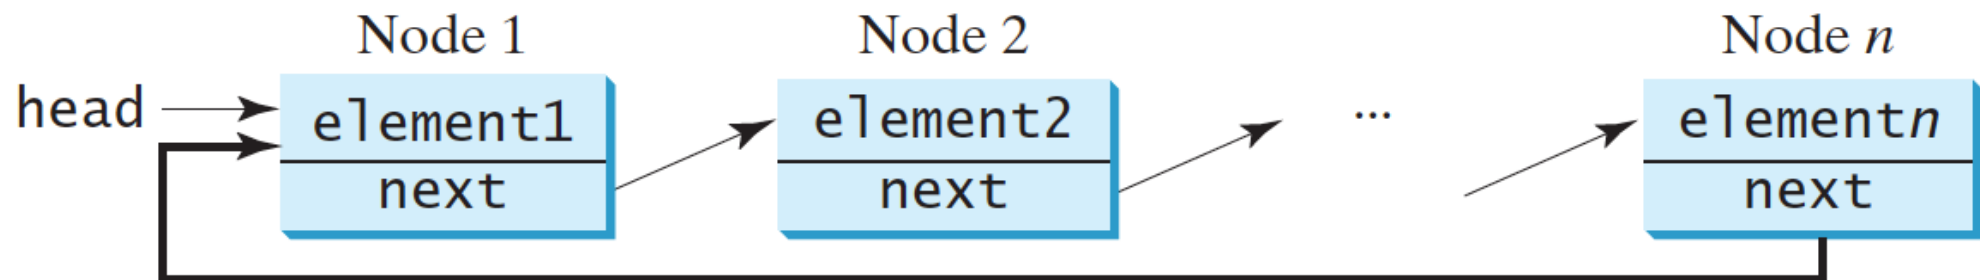 Node 1 Node 2 Node n
head element1 element2 ... elementn
next next next